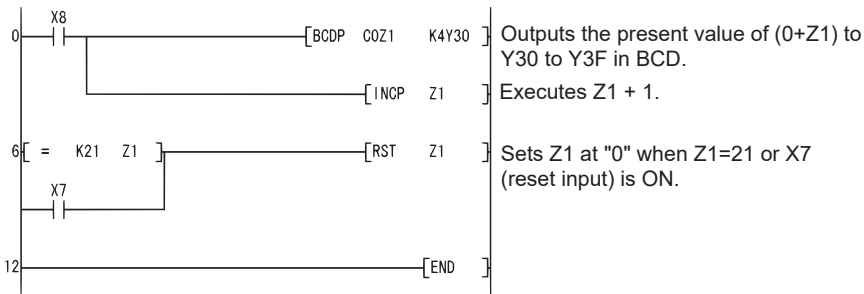 X8
0 BCDP C0Z1 K4Y30 Outputs the present value of (0+Z1) to
Y30 to Y3F in BCD.
INCP Z1 Executes Z1 + 1.
6 = K21 Z1 RST Z1 Sets Z1 at "0" when Z1=21 or X7
(reset input) is ON.
X7
12 END